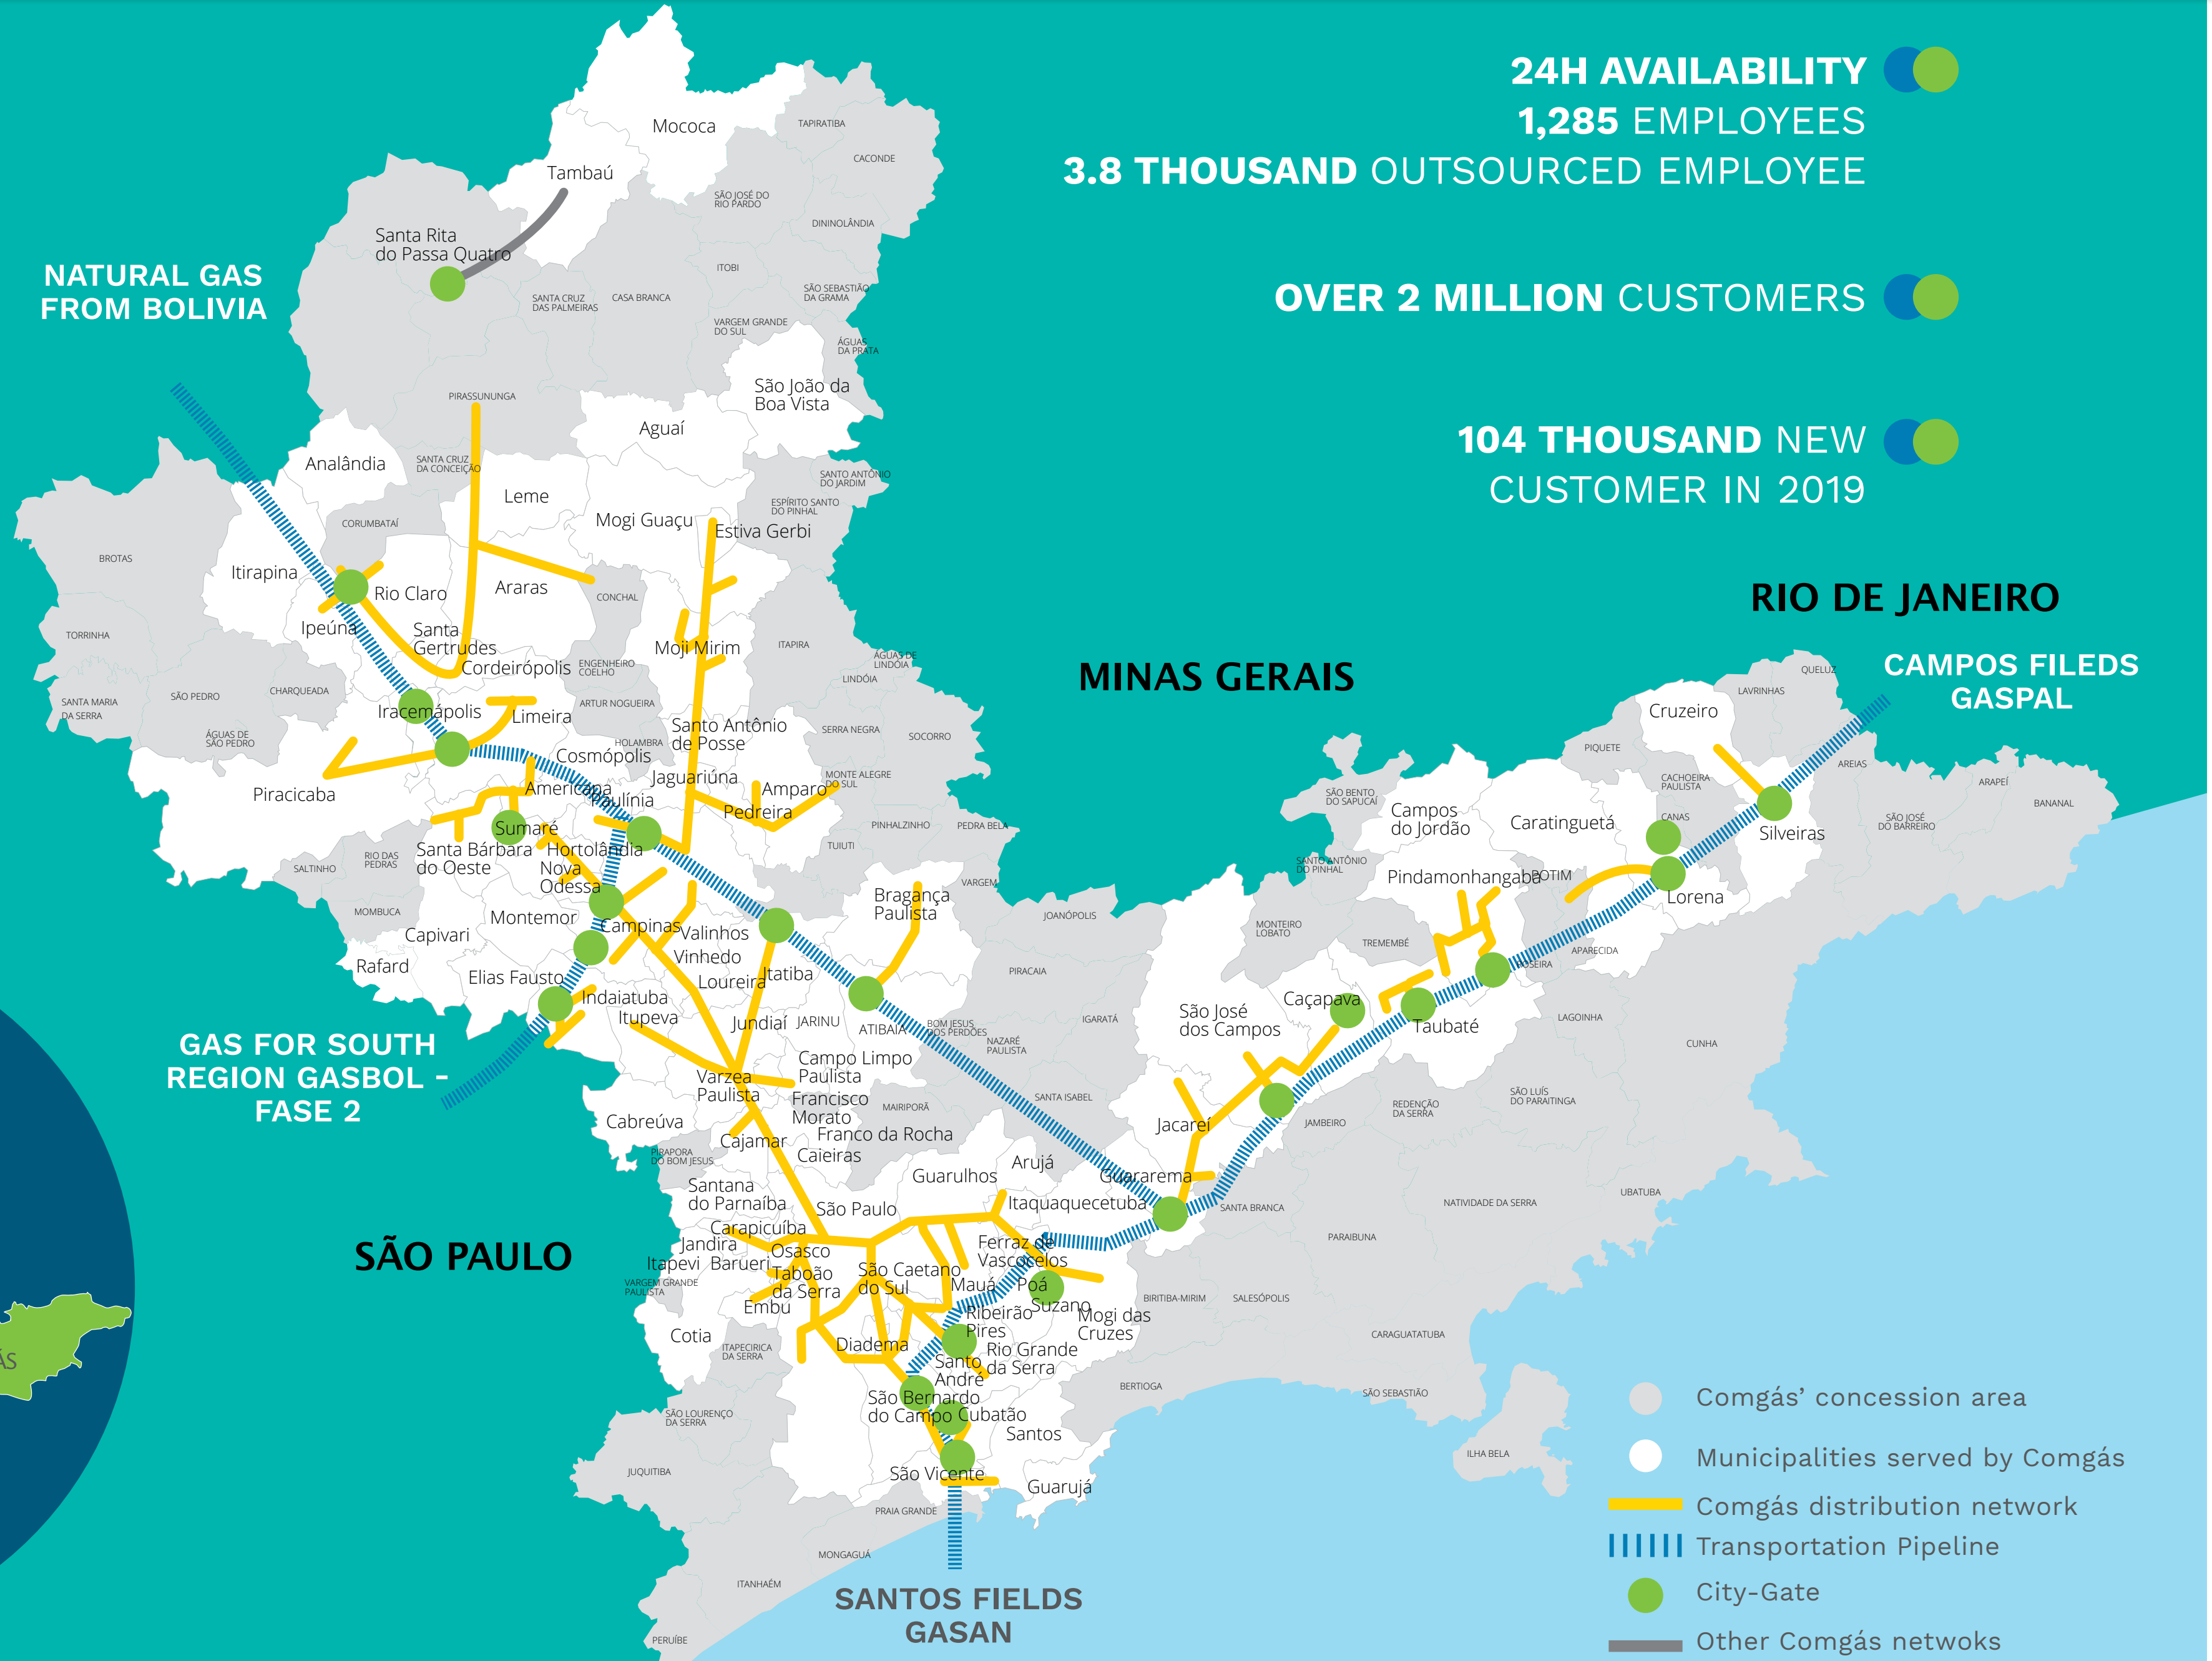 24H AVAILABILITY
1,285 EMPLOYEES
3.8 THOUSAND OUTSOURCED EMPLOYEE
OVER 2 MILLION CUSTOMERS
104 THOUSAND NEW
CUSTOMER IN 2019
NATURAL GAS
FROM BOLIVIA
Mococa
TAPIRATIBA
CACONDE
Tambaú
SÃO JOSÉ DO
RIO PARDO
DININOLÂNDIA
Santa Rita
do Passa Quatro
ITOBI
SANTA CRUZ
DAS PALMEIRAS
CASA BRANCA
SÃO SEBASTIÃO
DA GRAMA
VARGEM GRANDE
DO SUL
ÁGUAS
DA PRATA
São João da
Boa Vista
PIRASSUNUNGA
Aguaí
Analândia
SANTA CRUZ
DA CONCEIÇÃO
SANTO ANTÔNIO
DO JARDIM
Leme
ESPÍRITO SANTO
DO PINHAL
CORUMBATAÍ
Mogi Guaçu
Estiva Gerbi
BROTAS
Itirapina
Rio Claro
Araras
CONCHAL
Ipeúna
TORRINHA
Santa
Gertrudes
Moji Mirim
ITAPIRA
ÁGUAS DE
LINDÓIA
Cordeirópolis
ENGENHEIRO
COELHO
LINDÓIA
SANTA MARIA
DA SERRA
SÃO PEDRO
CHARQUEADA
Iracemápolis
Limeira
ARTUR NOGUEIRA
ÁGUAS DE
SÃO PEDRO
Santo Antônio
de Posse
SERRA NEGRA
SOCORRO
HOLAMBRA
Cosmópolis
Piracicaba
Jaguariúna
MONTE ALEGRE
DO SUL
Americana
Paulínia
Amparo
Pedreira
Sumaré
PINHALZINHO
PEDRA BELA
Santa Bárbara
do Oeste
Hortolândia
Nova
Odessa
TUIUTI
SALTINHO
RIO DAS
PEDRAS
MOMBUCA
Montemor
Campinas
Valinhos
Bragança
Paulista
VARGEM
JOANÓPOLIS
Capivari
Vinhedo
Rafard
Elias Fausto
Loureira
Itatiba
PIRACAIA
Indaiatuba
Itupeva
Jundiaí
JARINU
ATIBAIA
BOM JESUS
DOS PERDÕES
NAZARÉ
PAULISTA
IGARATÁ
GAS FOR SOUTH
REGION GASBOL -
FASE 2
Varzea
Paulista
Campo Limpo
Paulista
Francisco
Morato
MAIRIPORÃ
SANTA ISABEL
Cabreúva
Cajamar
Franco da Rocha
Caieiras
PIRAPORA
DO BOM JESUS
Guarulhos
Arujá
Guararema
Santana
do Parnaíba
São Paulo
Itaquaquecetuba
Carapicuíba
Jandira
Osasco
Itapevi
Barueri
Ferraz de
Vascocelos
VARGEM GRANDE
PAULISTA
Taboão
da Serra
São Caetano
do Sul
Mauá
Poá
Suzano
Embu
Ribeirão
Pires
Mogi das
Cruzes
Cotia
ITAPECIRICA
DA SERRA
Diadema
Santo
André
Rio Grande
da Serra
São Bernardo
do Campo
Cubatão
SÃO LOURENÇO
DA SERRA
Santos
JUQUITIBA
São Vicente
Guarujá
PRAIA GRANDE
MONGAGUÁ
ITANHAÉM
PERUÍBE
SANTOS FIELDS
GASAN
SÃO PAULO
MINAS GERAIS
RIO DE JANEIRO
CAMPOS FILEDS
GASPAL
QUELUZ
LAVRINHAS
Cruzeiro
PIQUETE
CACHOEIRA
PAULISTA
AREIAS
ARAPEÍ
BANANAL
SÃO JOSÉ
DO BARREIRO
CANAS
Silveiras
SÃO BENTO
DO SAPUCAÍ
Campos
do Jordão
Caratinguetá
SANTO ANTÔNIO
DO PINHAL
Pindamonhangaba
POTIM
Lorena
MONTEIRO
LOBATO
TREMEMBÉ
APARECIDA
ROSEIRA
São José
dos Campos
Caçapava
Taubaté
LAGOINHA
CUNHA
Jacareí
JAMBEIRO
REDENÇÃO
DA SERRA
SÃO LUÍS
DO PARAITINGA
SANTA BRANCA
NATIVIDADE DA SERRA
UBATUBA
PARAIBUNA
BIRITIBA-MIRIM
SALESÓPOLIS
CARAGUATATUBA
BERTIOGA
SÃO SEBASTIÃO
ILHA BELA
ÁS
Comgás' concession area
Municipalities served by Comgás
Comgás distribution network
Transportation Pipeline
City-Gate
Other Comgás netwoks